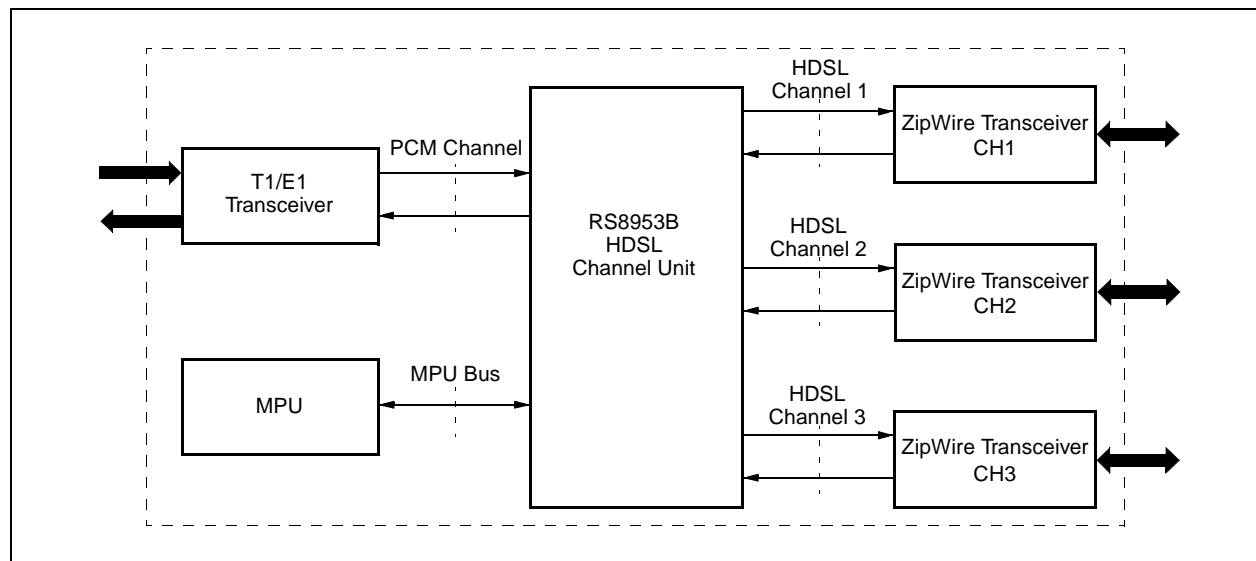 T1/E1
Transceiver
PCM Channel
MPU
MPU Bus
RS8953B
HDSL
Channel Unit
HDSL
Channel 1
ZipWire Transceiver
CH1
HDSL
Channel 2
ZipWire Transceiver
CH2
HDSL
Channel 3
ZipWire Transceiver
CH3